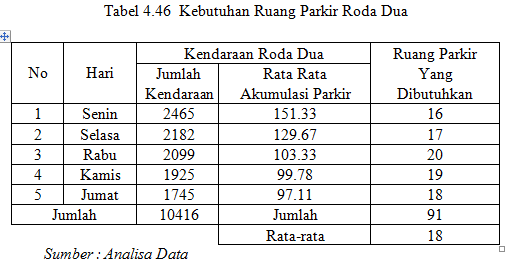 Tabel 4.46 Kebutuhan Ruang Parkir Roda Dua
No Hari Kendaraan Roda Dua Ruang Parkir Yang Dibutuhkan
Jumlah Kendaraan Rata Rata Akumulasi Parkir
1 Senin 2465 151.33 16
2 Selasa 2182 129.67 17
3 Rabu 2099 103.33 20
4 Kamis 1925 99.78 19
5 Jumat 1745 97.11 18
Jumlah 10416 Jumlah 91
Rata-rata 18
Sumber : Analisa Data